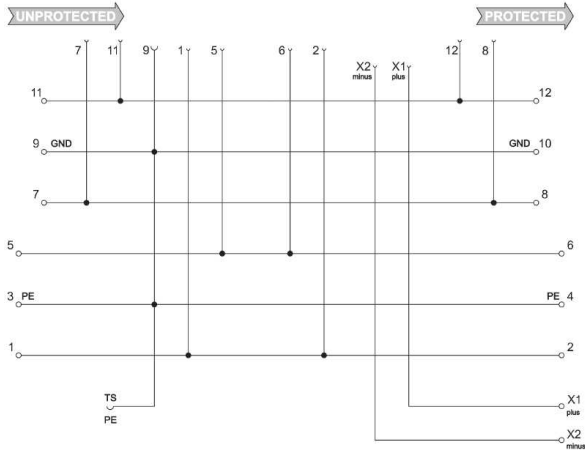 UNPROTECTED
PROTECTED
7 11 9 1 5 6 2 X2 minus X1 plus 12 8
11 12
9 GND GND 10
7 8
5 6
3 PE PE 4
1 2
TS
PE
X1
plus
X2
minus